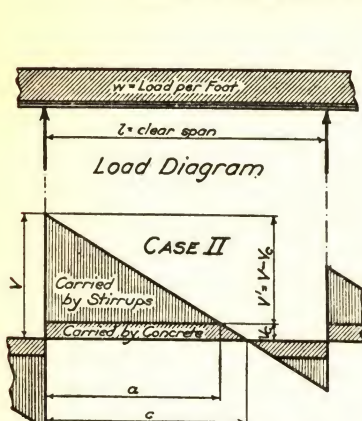 w = Load per Foot
l = clear span
Load Diagram
CASE II
V
V' = V-Vc
Carried
by Stirrups
Carried by Concrete
Vc
a
c